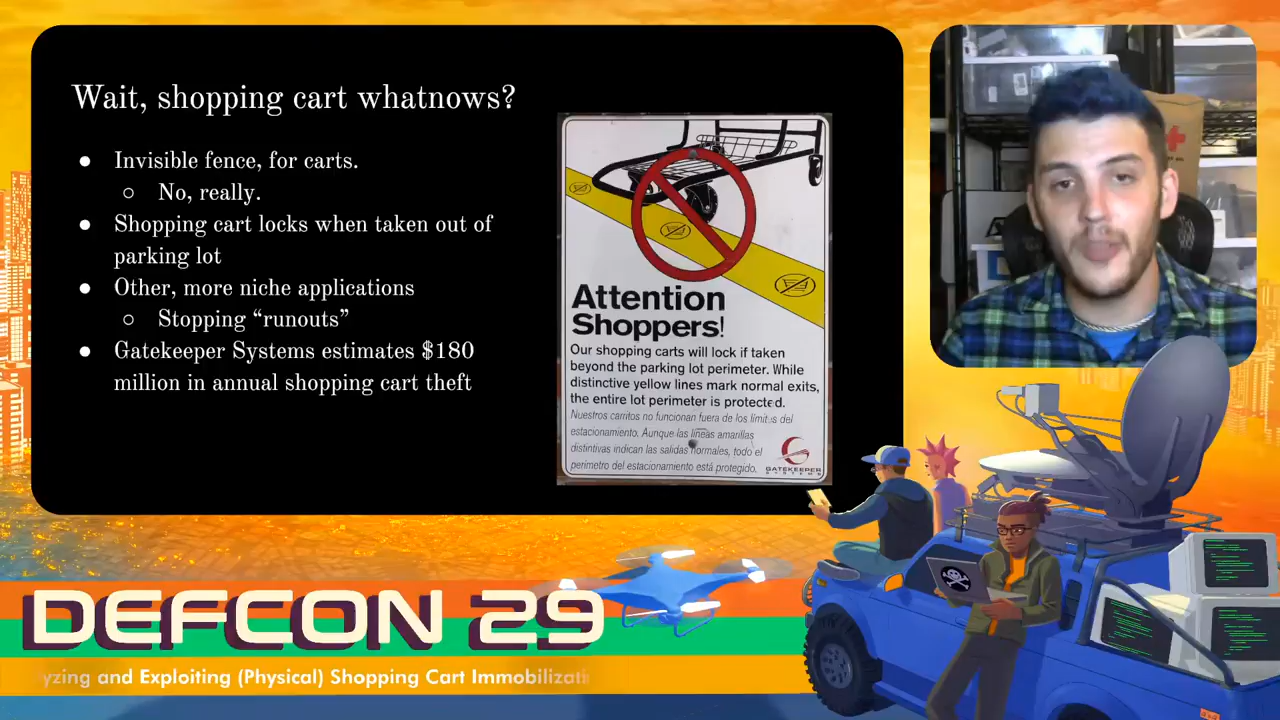 Wait, shopping cart whatnows?
● Invisible fence, for carts.
○ No, really.
● Shopping cart locks when taken out of
parking lot
● Other, more niche applications
○ Stopping “runouts”
● Gatekeeper Systems estimates $180
million in annual shopping cart theft
Attention
Shoppers!
Our shopping carts will lock if taken
beyond the parking lot perimeter. While
distinctive yellow lines mark normal exits,
the entire lot perimeter is protected.
Nuestros carritos no funcionan fuera de los límites del
estacionamiento. Aunque las líneas amarillas
distintivas indican las salidas normales, todo el
perimetro del estacionamiento está protegido.
GATEKEEPER
SYSTEMS
DEFCON 29
yzing and Exploiting (Physical) Shopping Cart Immobilizati